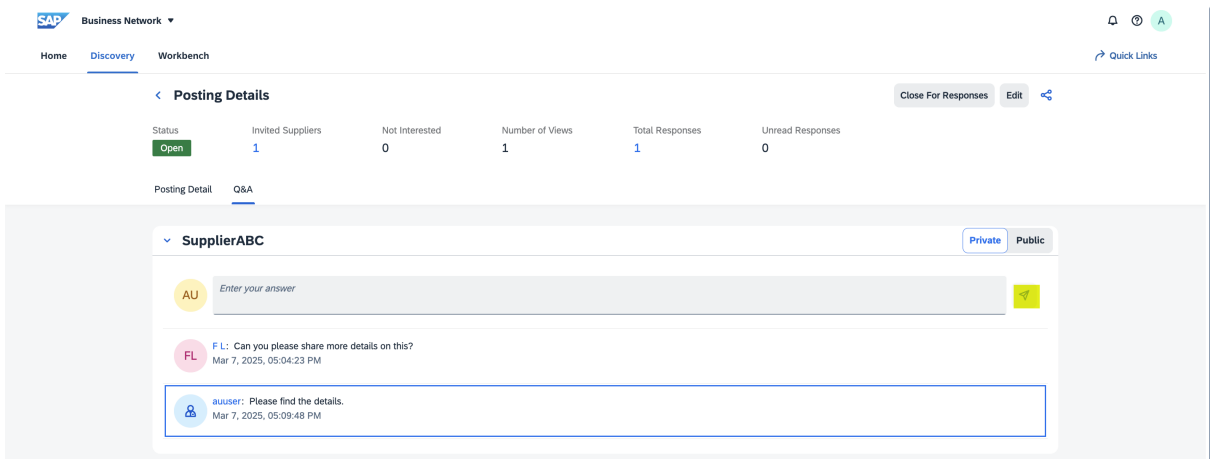 SAP Business Network
A
Home Discovery Workbench Quick Links
Posting Details Close For Responses Edit
Status Invited Suppliers Not Interested Number of Views Total Responses Unread Responses
Open 1 0 1 1 0
Posting Detail Q&A
SupplierABC Private Public
AU Enter your answer
FL F L: Can you please share more details on this?
Mar 7, 2025, 05:04:23 PM
auuser: Please find the details.
Mar 7, 2025, 05:09:48 PM